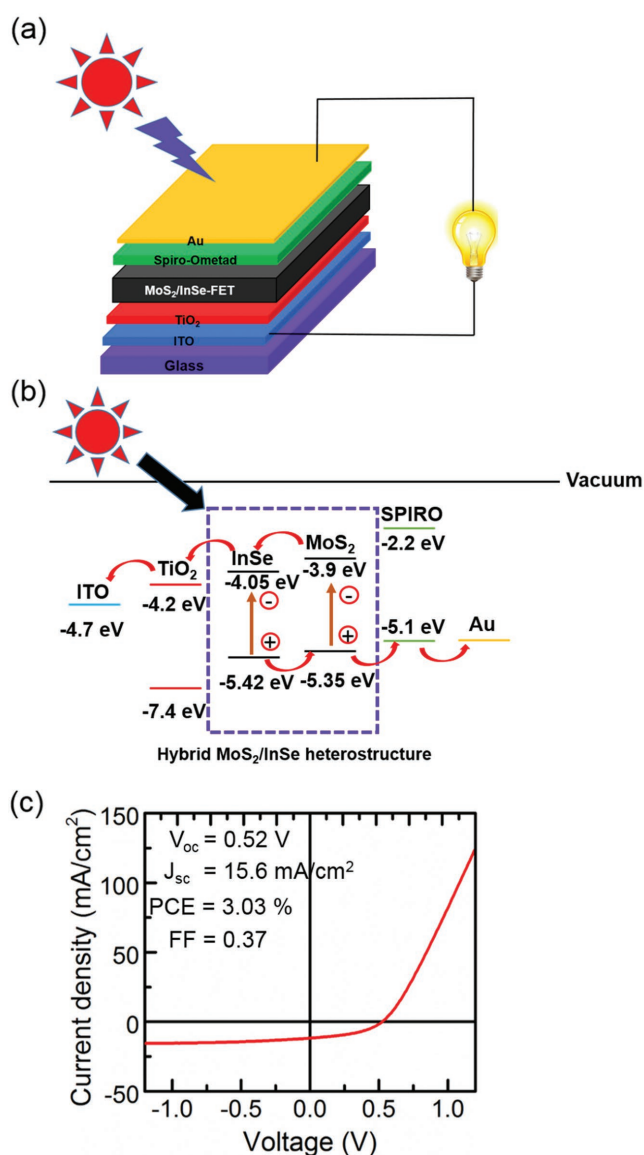 (a)
Au
Spiro-Ometad
MoS₂/InSe-FET
TiO₂
ITO
Glass
(b)
Vacuum
SPIRO
-2.2 eV
MoS₂
-3.9 eV
InSe
-4.05 eV
TiO₂
-4.2 eV
ITO
-4.7 eV
-
-
+
+
-5.1 eV
Au
-5.42 eV
-5.35 eV
-7.4 eV
Hybrid MoS₂/InSe heterostructure
(c)
Current density (mA/cm²)
150
100
50
0
-50
Voc = 0.52 V
Jsc = 15.6 mA/cm²
PCE = 3.03 %
FF = 0.37
-1.0 -0.5 0.0 0.5 1.0
Voltage (V)